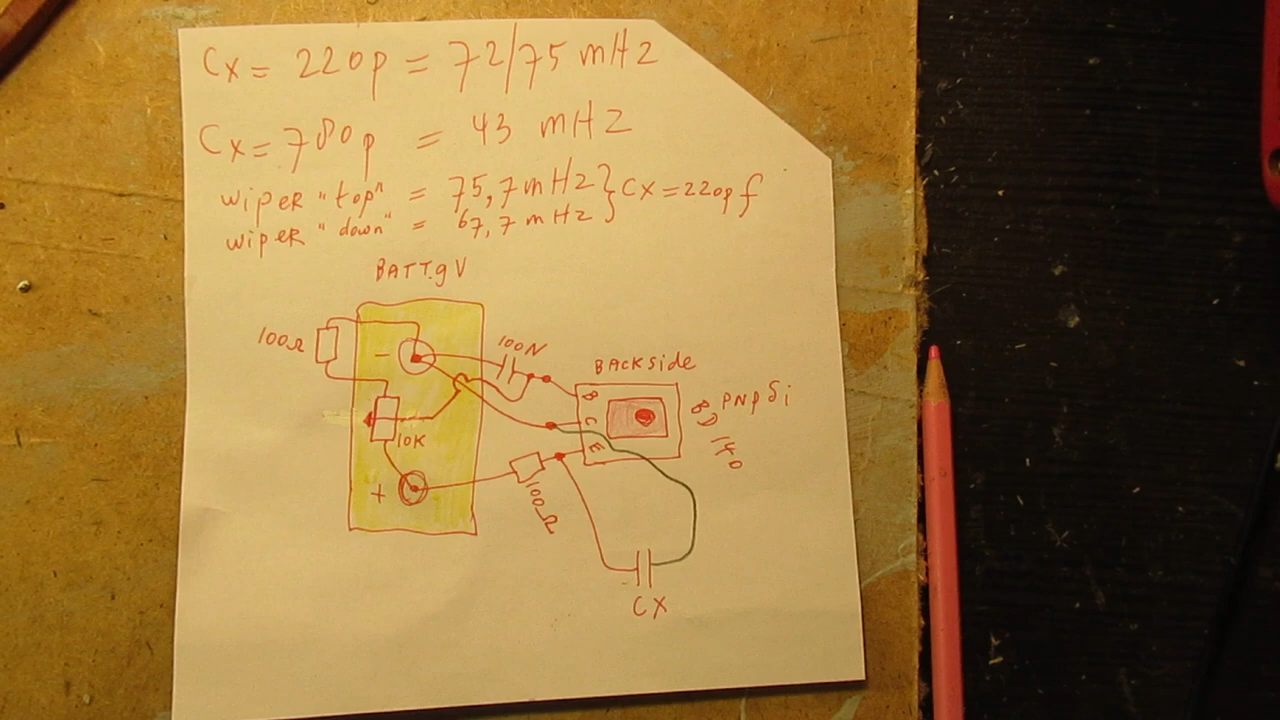 Cx = 220p = 72/75 mHz
Cx = 780p = 43 mHz
wiper "top" = 75,7 mHz } Cx = 220pf
wiper "down" = 67,7 mHz
BATT. 9V
100Ω
-
100N
BACKside
B
C
E
BD 140
PNP Si
10K
+
100Ω
CX